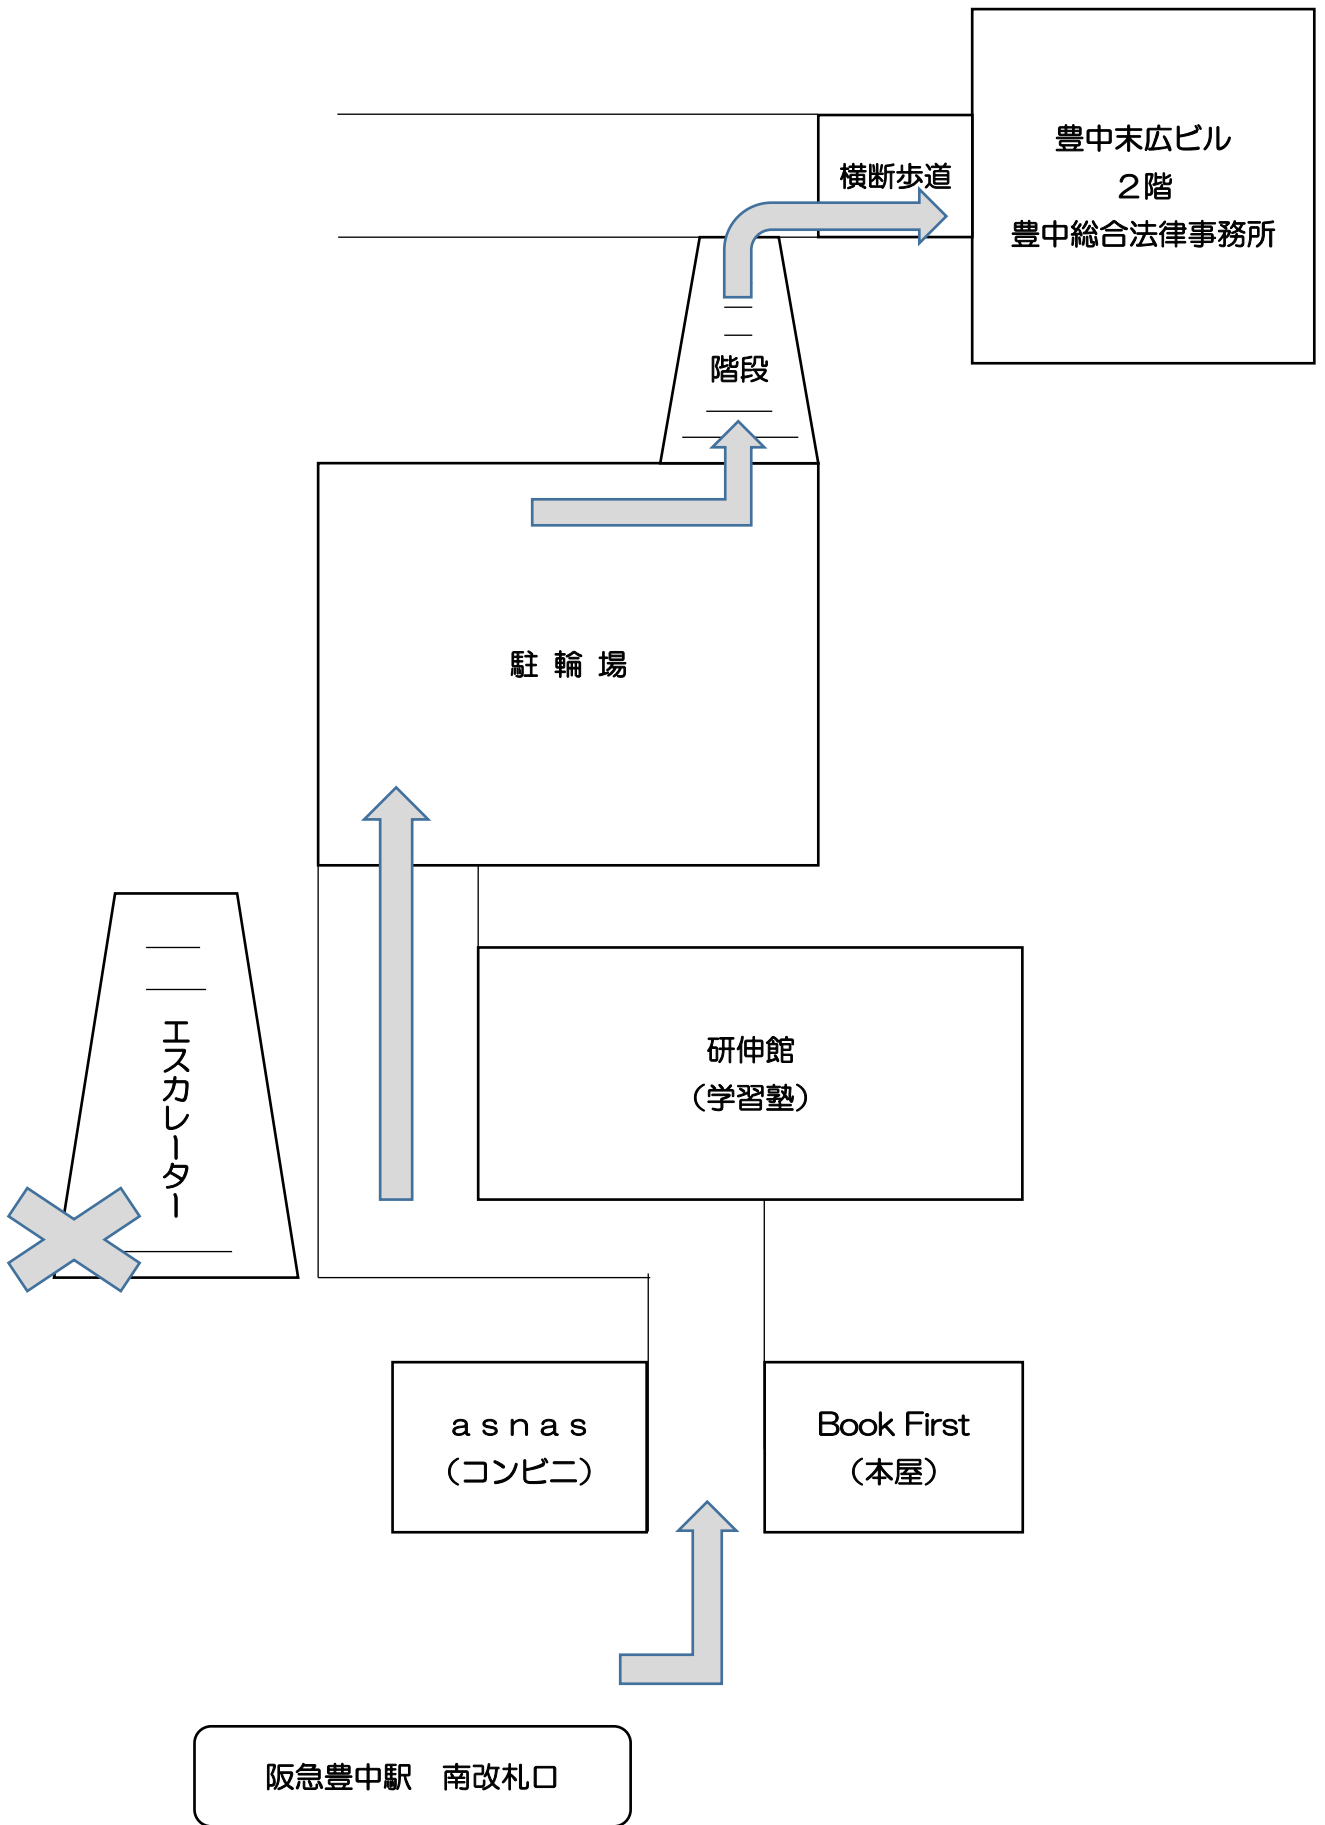 豊中末広ビル
２階
豊中総合法律事務所
横断歩道
階段
駐 輪 場
エスカレーター
研伸館
（学習塾）
ａｓｎａｓ
（コンビニ）
Book First
（本屋）
阪急豊中駅　南改札口